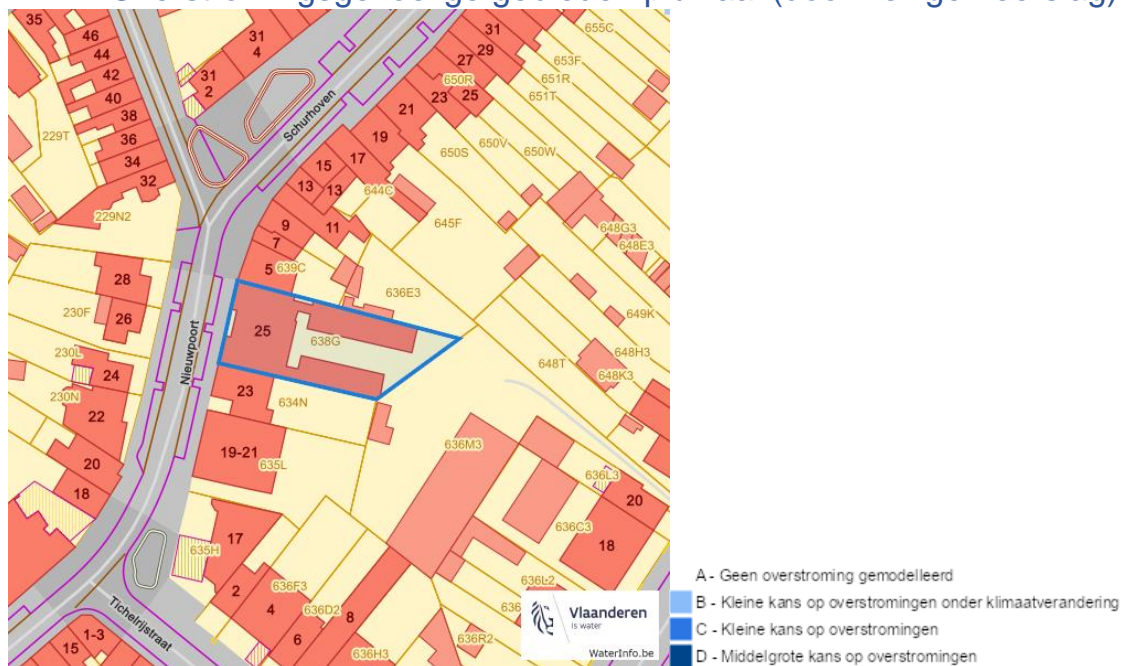 35
46
44
42
40
38
36
34
32
229T
229N2
31
4
31
2
Schurhoven
31
29
27
650R
23
25
21
19
17
15
13
13
11
9
7
5
639C
644C
645F
650S
650V
650W
655C
653F
651R
651T
648G3
648E3
649K
648H3
648K3
648T
636E3
28
26
230F
230L
24
230N
22
20
18
Nieuwpoort
25
638G
23
634N
19-21
635L
17
635H
2
636F3
4
636D2
6
8
636H3
636M3
636L3
20
636C3
18
636L2
636
636R2
Tichelrijstraat
1-3
15
Vlaanderen
is water
WaterInfo.be
A - Geen overstroming gemodelleerd
B - Kleine kans op overstromingen onder klimaatverandering
C - Kleine kans op overstromingen
D - Middelgrote kans op overstromingen